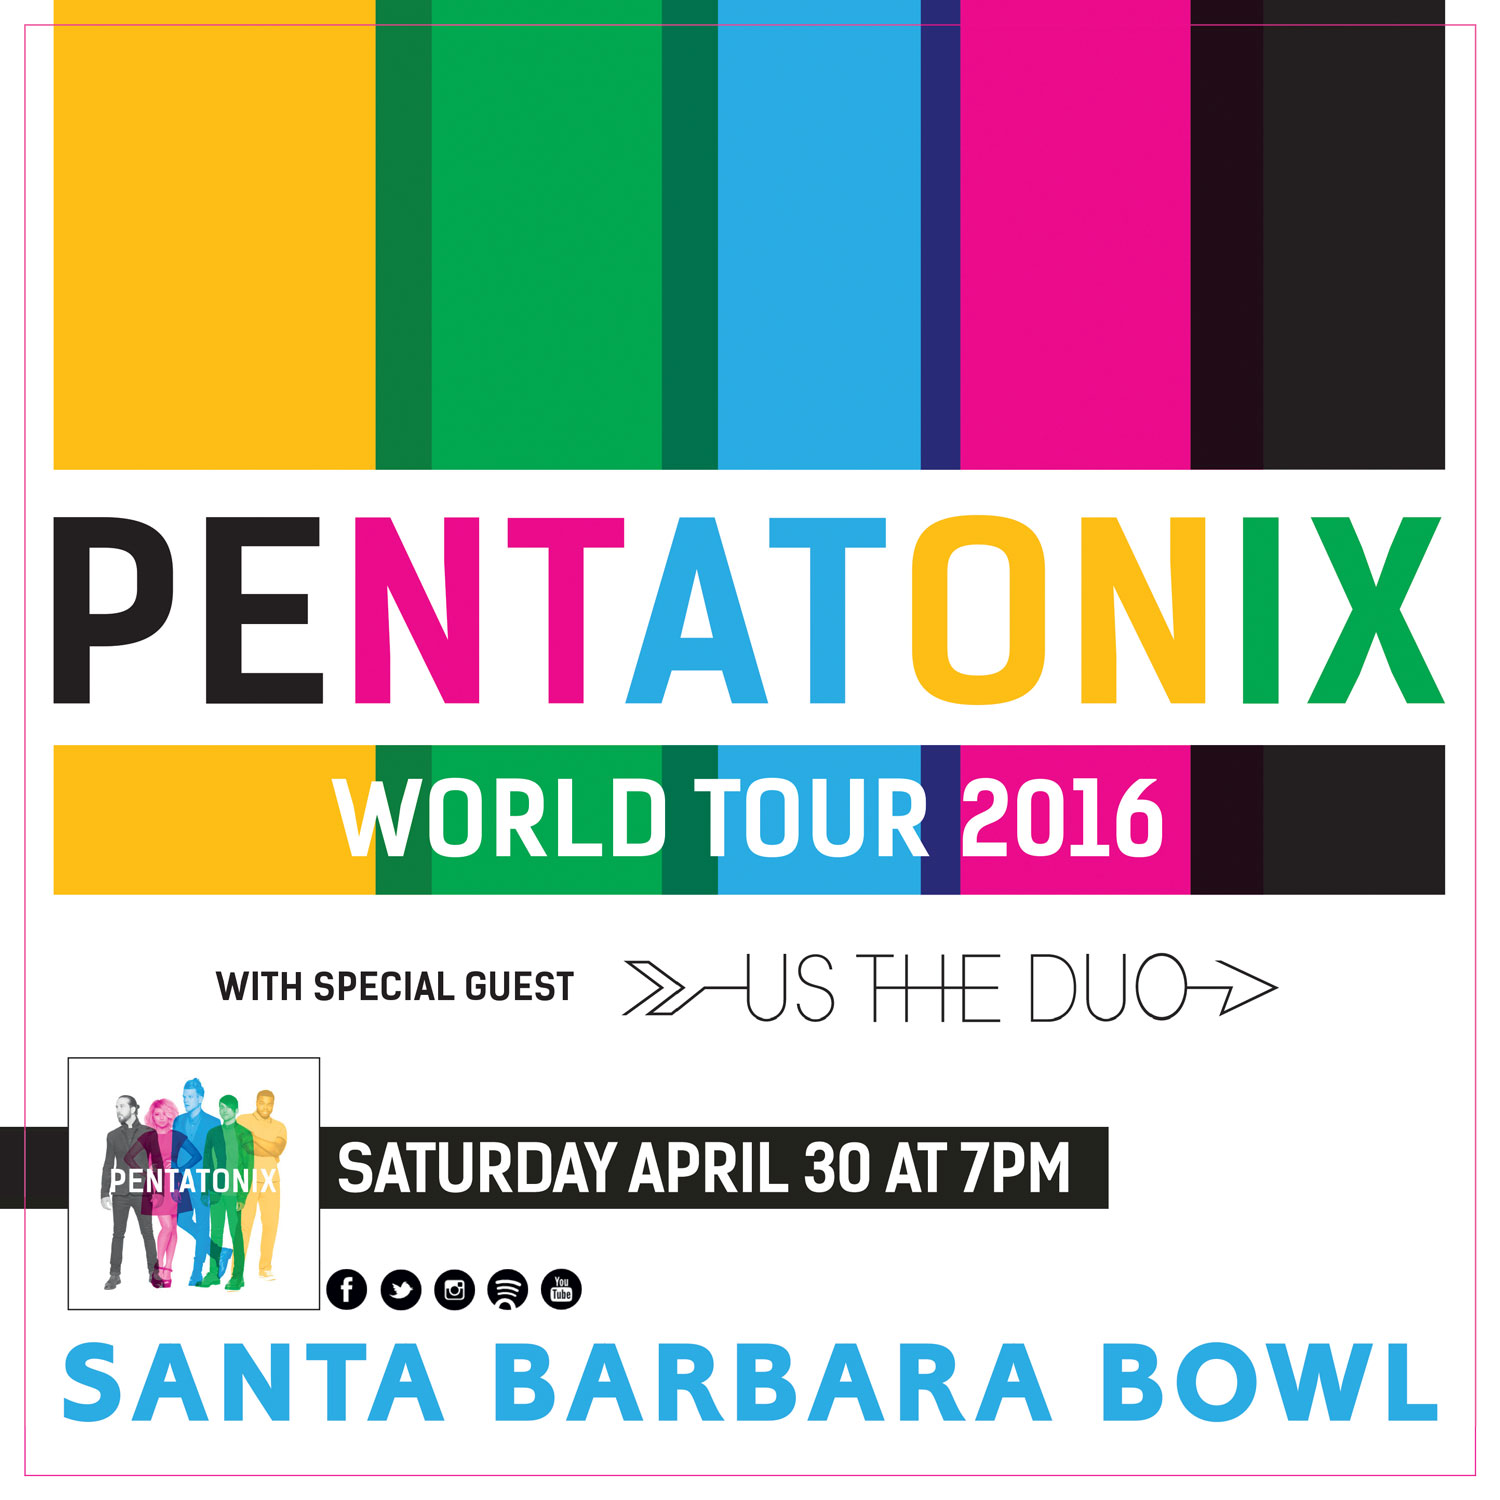 PENTATONIX
WORLD TOUR 2016
WITH SPECIAL GUEST US THE DUO
PENTATONIX
SATURDAY APRIL 30 AT 7PM
f You Tube
SANTA BARBARA BOWL